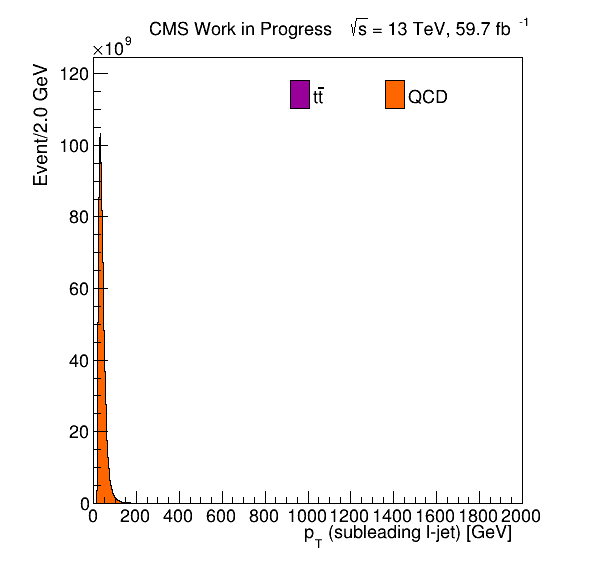 CMS Work in Progress √s = 13 TeV, 59.7 fb⁻¹
×10⁹
Event/2.0 GeV
120
100
80
60
40
20
0
tt̄
QCD
0 200 400 600 800 1000 1200 1400 1600 1800 2000
p_T (subleading l-jet) [GeV]